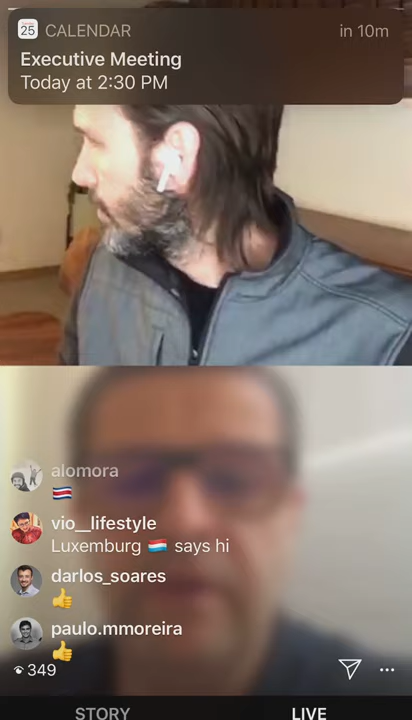 25 CALENDAR in 10m
Executive Meeting
Today at 2:30 PM
alomora
🇨🇷
vio__lifestyle
Luxemburg 🇱🇺 says hi
darlos_soares
👍
paulo.mmoreira
👍
349
STORY LIVE